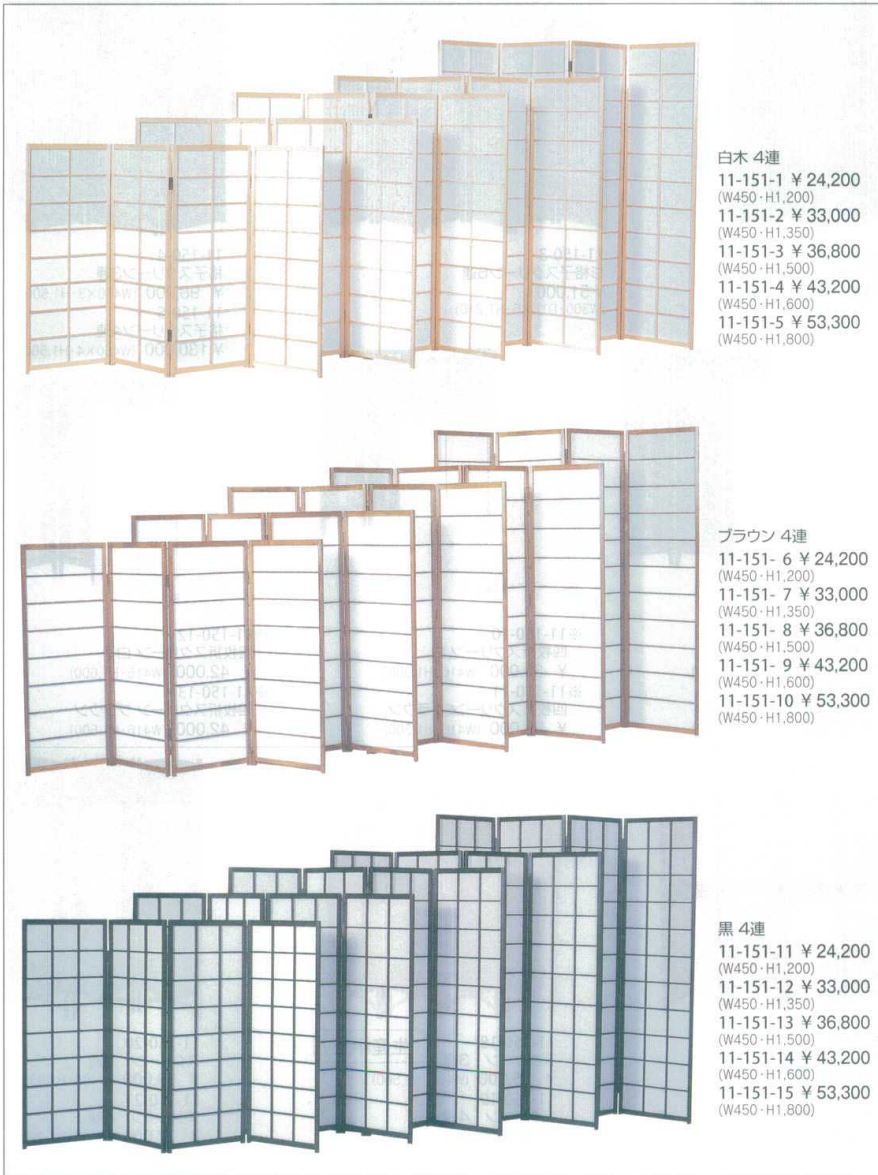 白木 4連
11-151-1 ¥ 24,200
(W450・H1,200)
11-151-2 ¥ 33,000
(W450・H1,350)
11-151-3 ¥ 36,800
(W450・H1,500)
11-151-4 ¥ 43,200
(W450・H1,600)
11-151-5 ¥ 53,300
(W450・H1,800)
ブラウン 4連
11-151- 6 ¥ 24,200
(W450・H1,200)
11-151- 7 ¥ 33,000
(W450・H1,350)
11-151- 8 ¥ 36,800
(W450・H1,500)
11-151- 9 ¥ 43,200
(W450・H1,600)
11-151-10 ¥ 53,300
(W450・H1,800)
黒 4連
11-151-11 ¥ 24,200
(W450・H1,200)
11-151-12 ¥ 33,000
(W450・H1,350)
11-151-13 ¥ 36,800
(W450・H1,500)
11-151-14 ¥ 43,200
(W450・H1,600)
11-151-15 ¥ 53,300
(W450・H1,800)